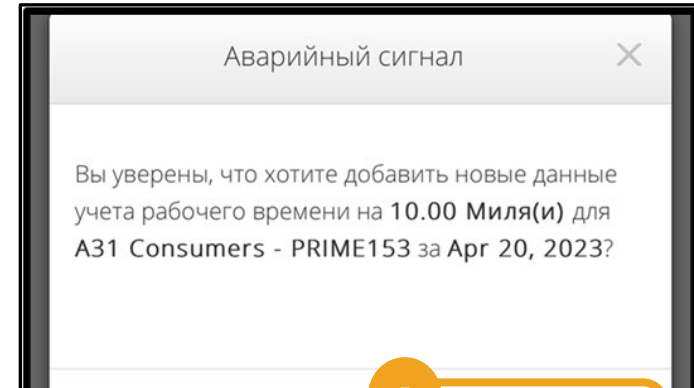 Аварийный сигнал
Вы уверены, что хотите добавить новые данные
учета рабочего времени на 10.00 Миля(и) для
A31 Consumers - PRIME153 за Apr 20, 2023?